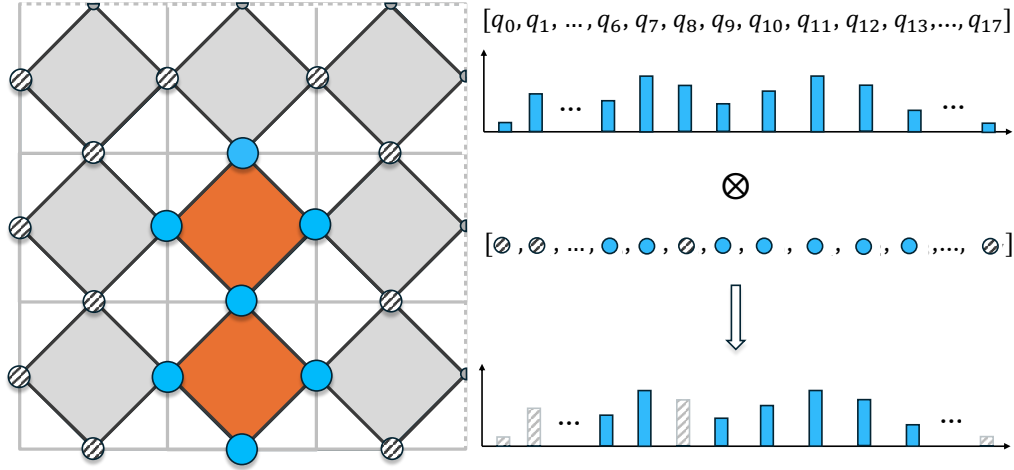 [q₀, q₁, ..., q₆, q₇, q₈, q₉, q₁₀, q₁₁, q₁₂, q₁₃,..., q₁₇]
...
...
⊗
[ , , ..., , , , , , , , ,..., ]
...
...